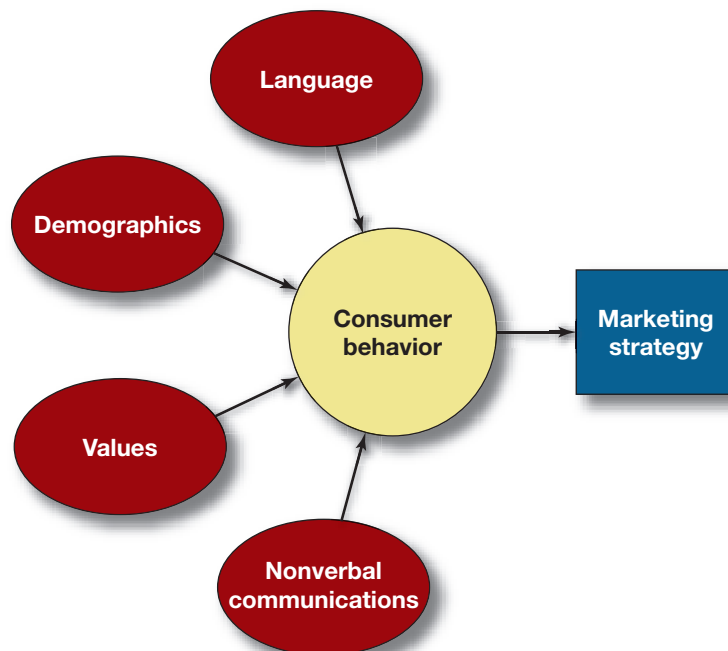 Language
Demographics
Consumer
behavior
Marketing
strategy
Values
Nonverbal
communications